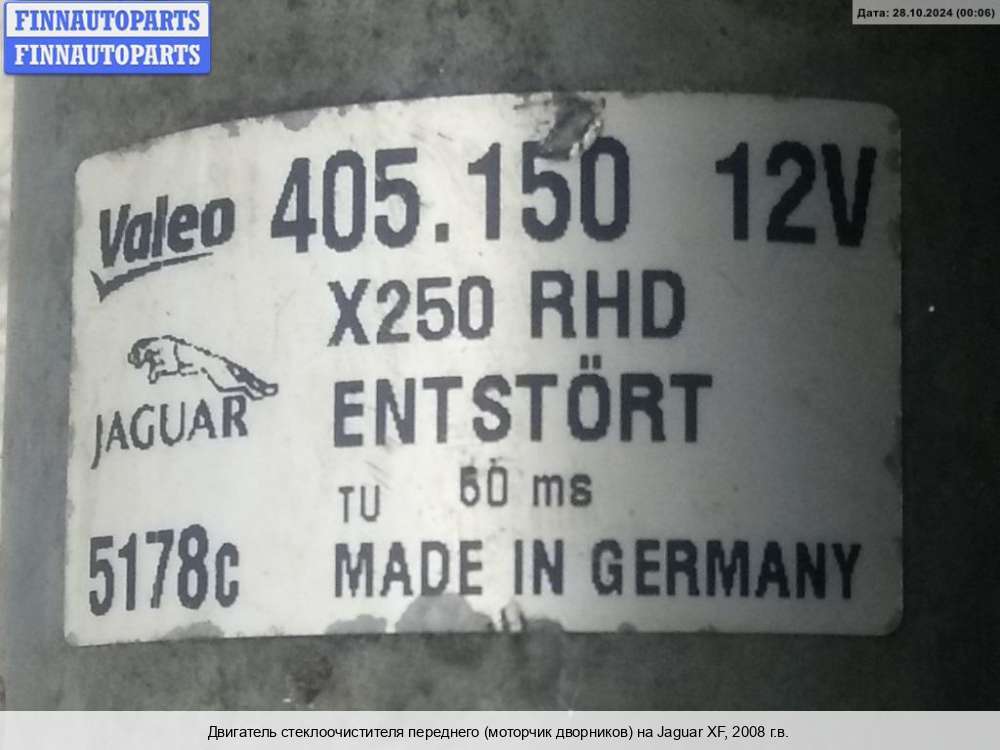 FINNAUTOPARTS
FINNAUTOPARTS
Дата: 28.10.2024 (00:06)
Valeo 405.150 12V
X250 RHD
JAGUAR ENTSTÖRT
TU 60 ms
5178c MADE IN GERMANY
Двигатель стеклоочистителя переднего (моторчик дворников) на Jaguar XF, 2008 г.в.